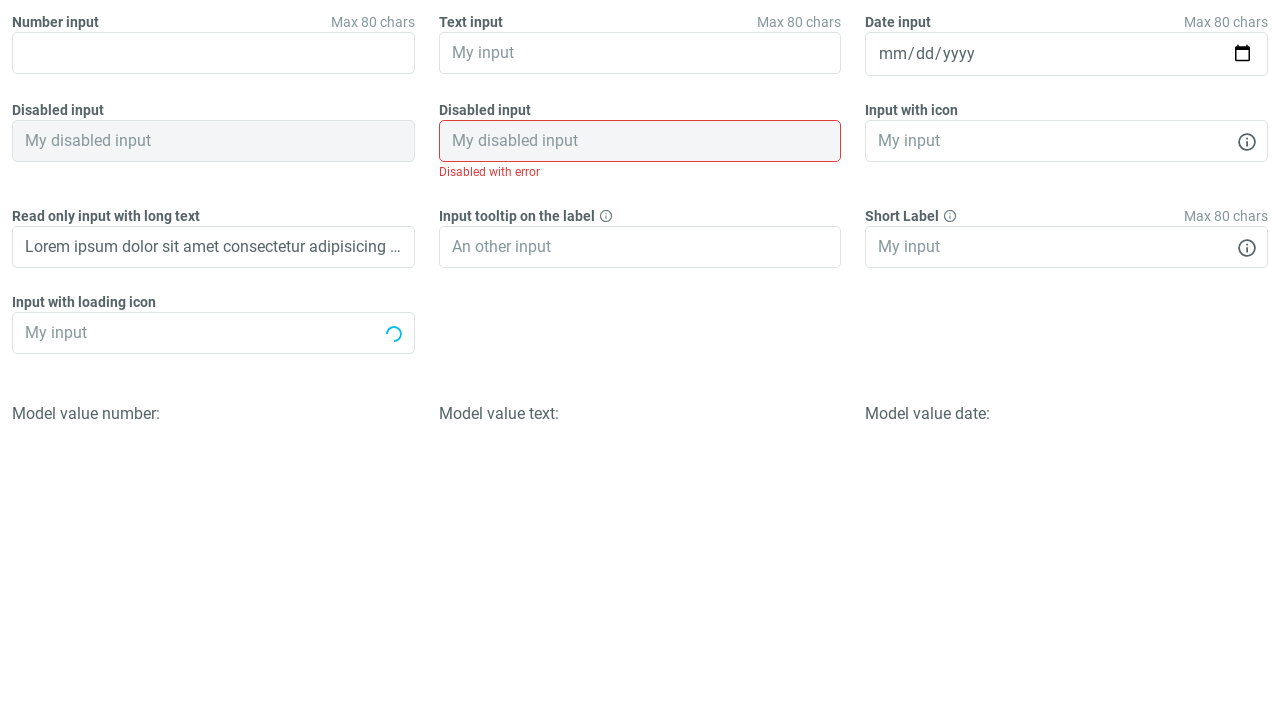 Number input Max 80 chars
Text input Max 80 chars
My input
Date input Max 80 chars
mm/dd/yyyy
Disabled input
My disabled input
Disabled input
My disabled input
Disabled with error
Input with icon
My input
Read only input with long text
Lorem ipsum dolor sit amet consectetur adipisicing ...
Input tooltip on the label
An other input
Short Label Max 80 chars
My input
Input with loading icon
My input
Model value number:
Model value text:
Model value date: